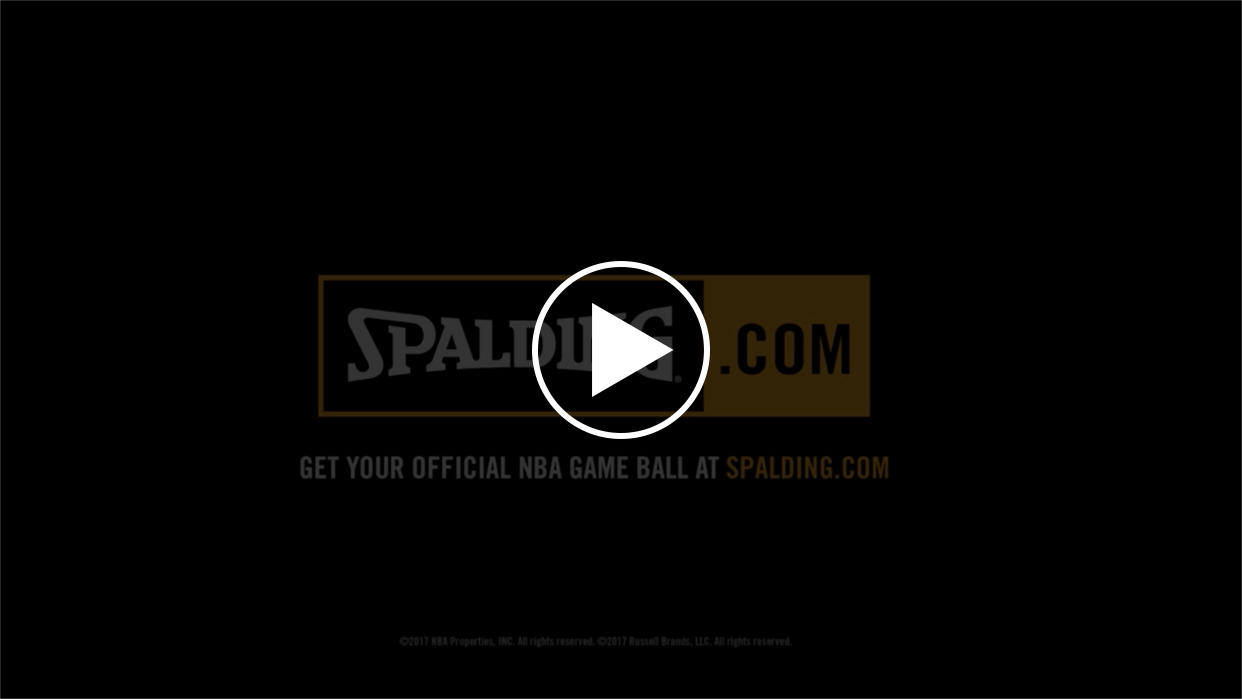 SPALDING® .COM
GET YOUR OFFICIAL NBA GAME BALL AT SPALDING.COM
©2017 NBA Properties, INC. All rights reserved. ©2017 Russell Brands, LLC. All rights reserved.